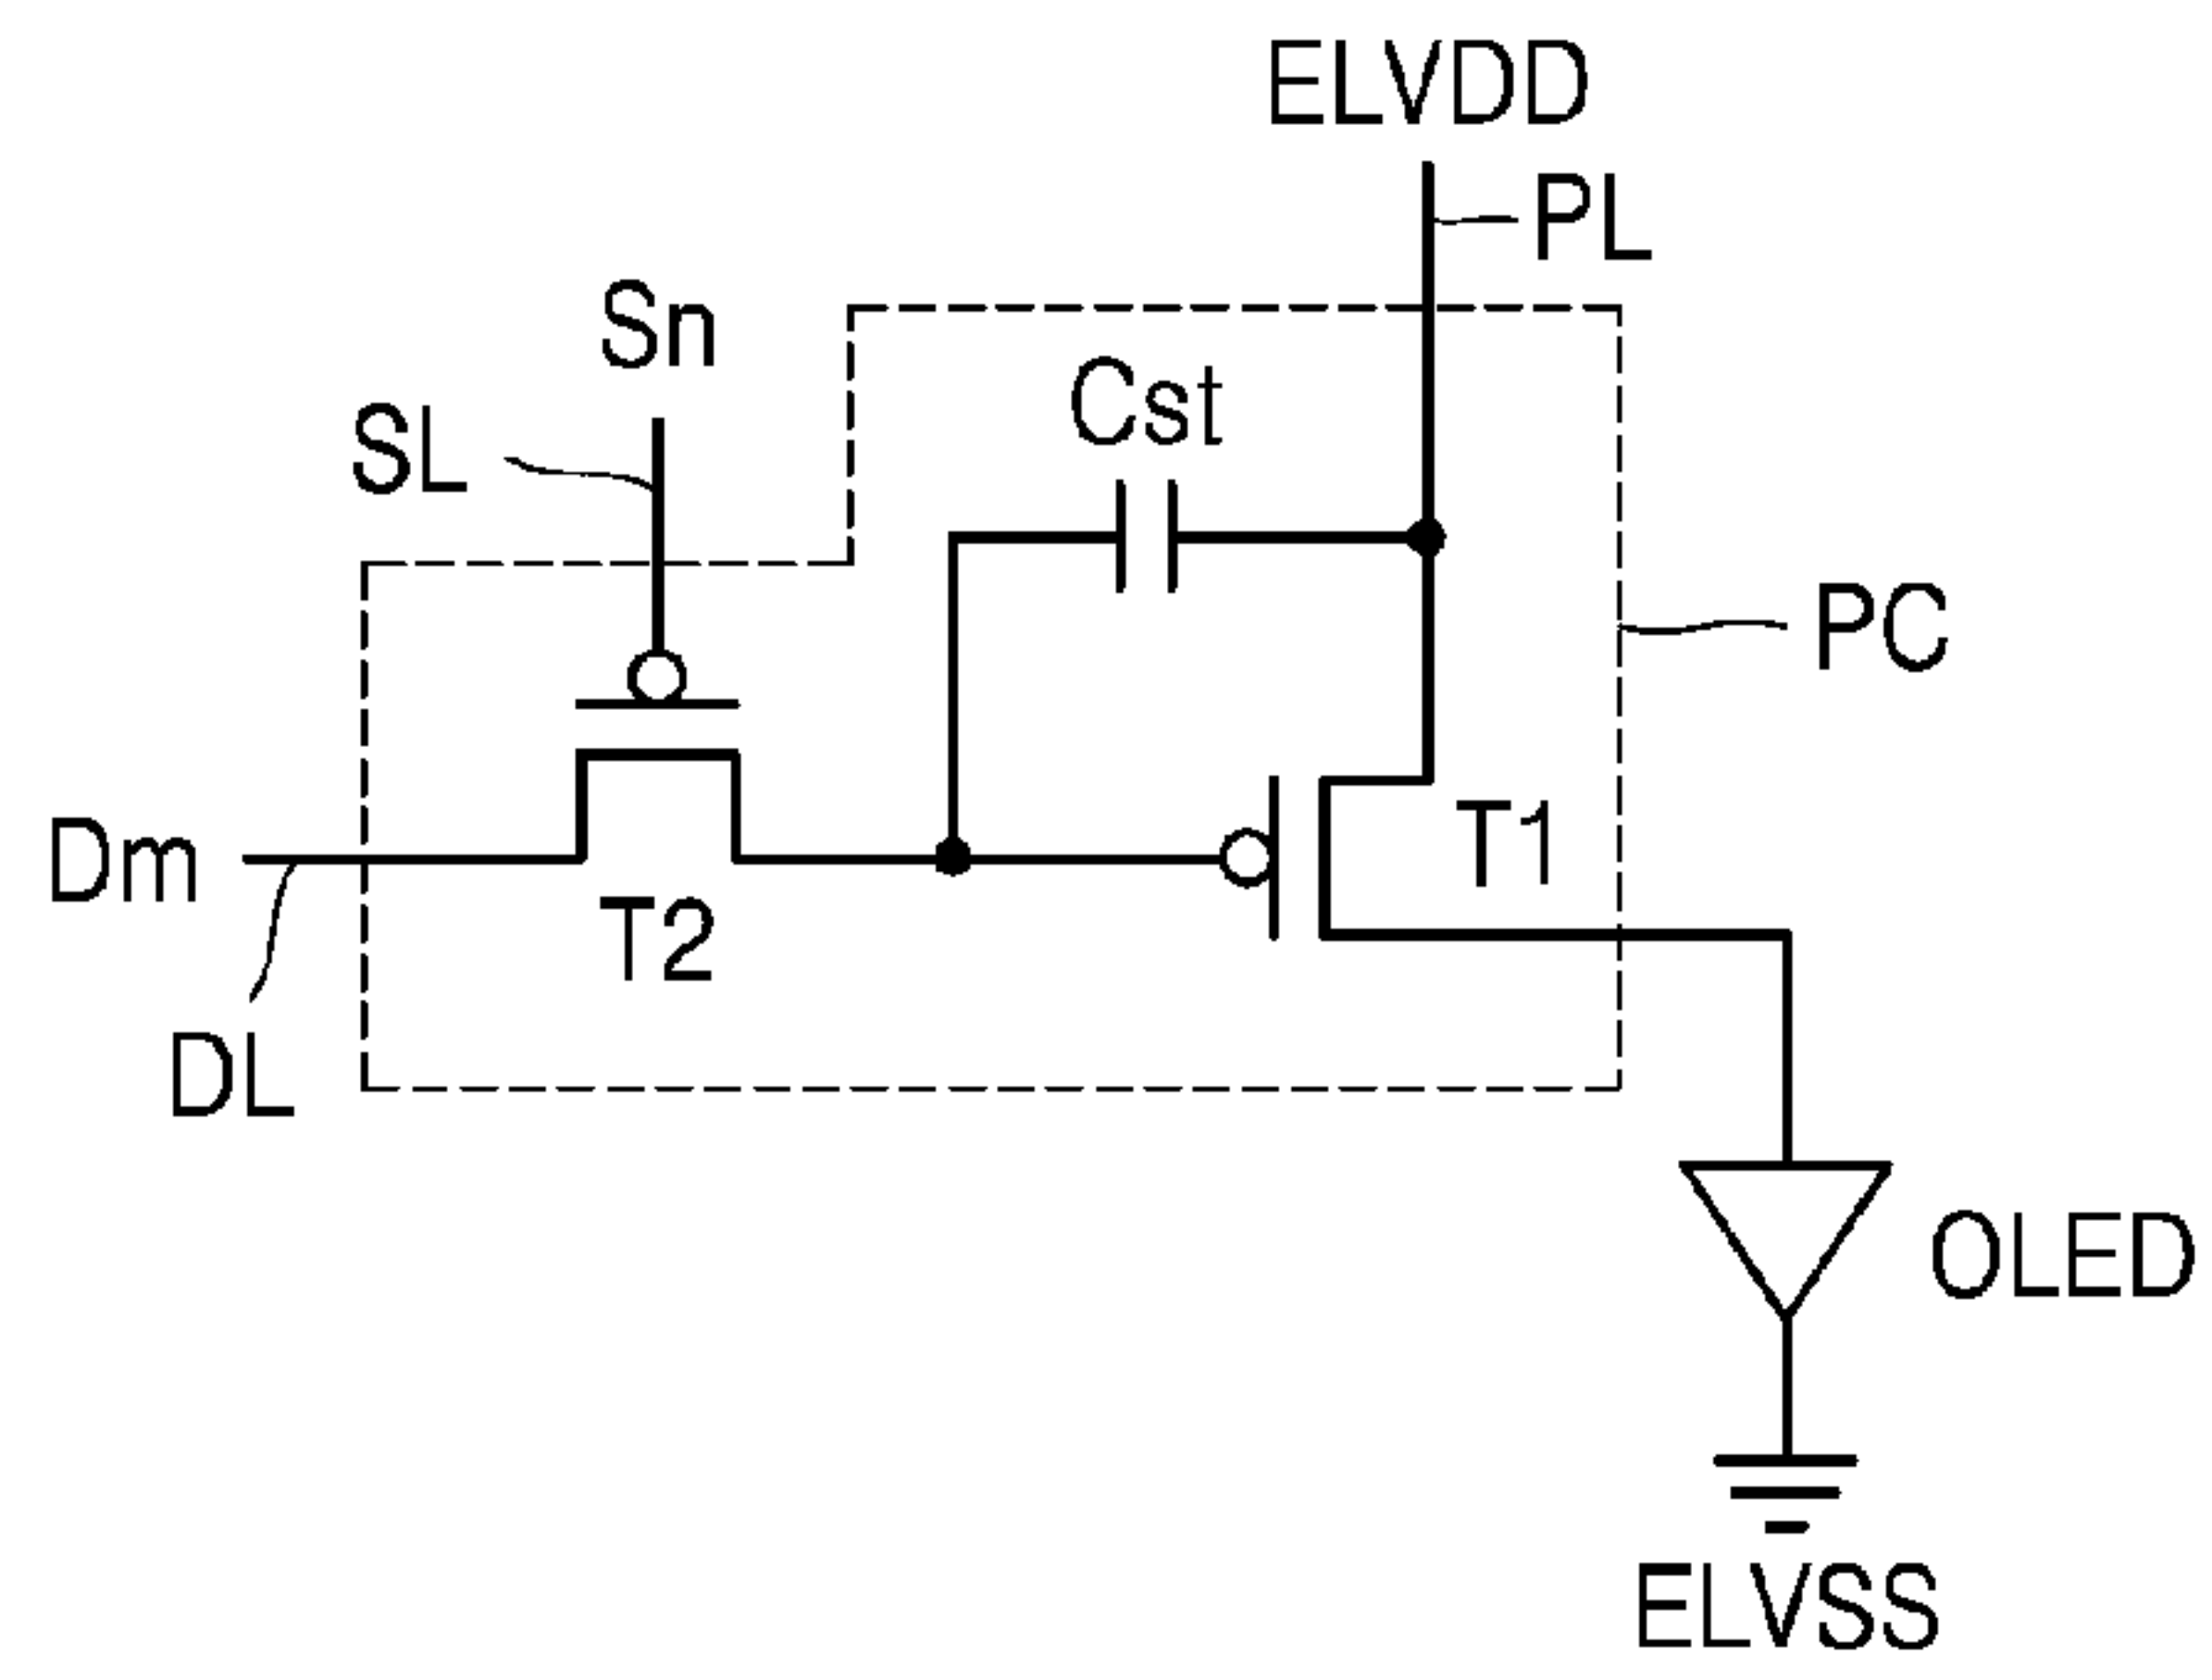 ELVDD
PL
Sn
Cst
SL
PC
Dm
T1
T2
DL
OLED
ELVSS